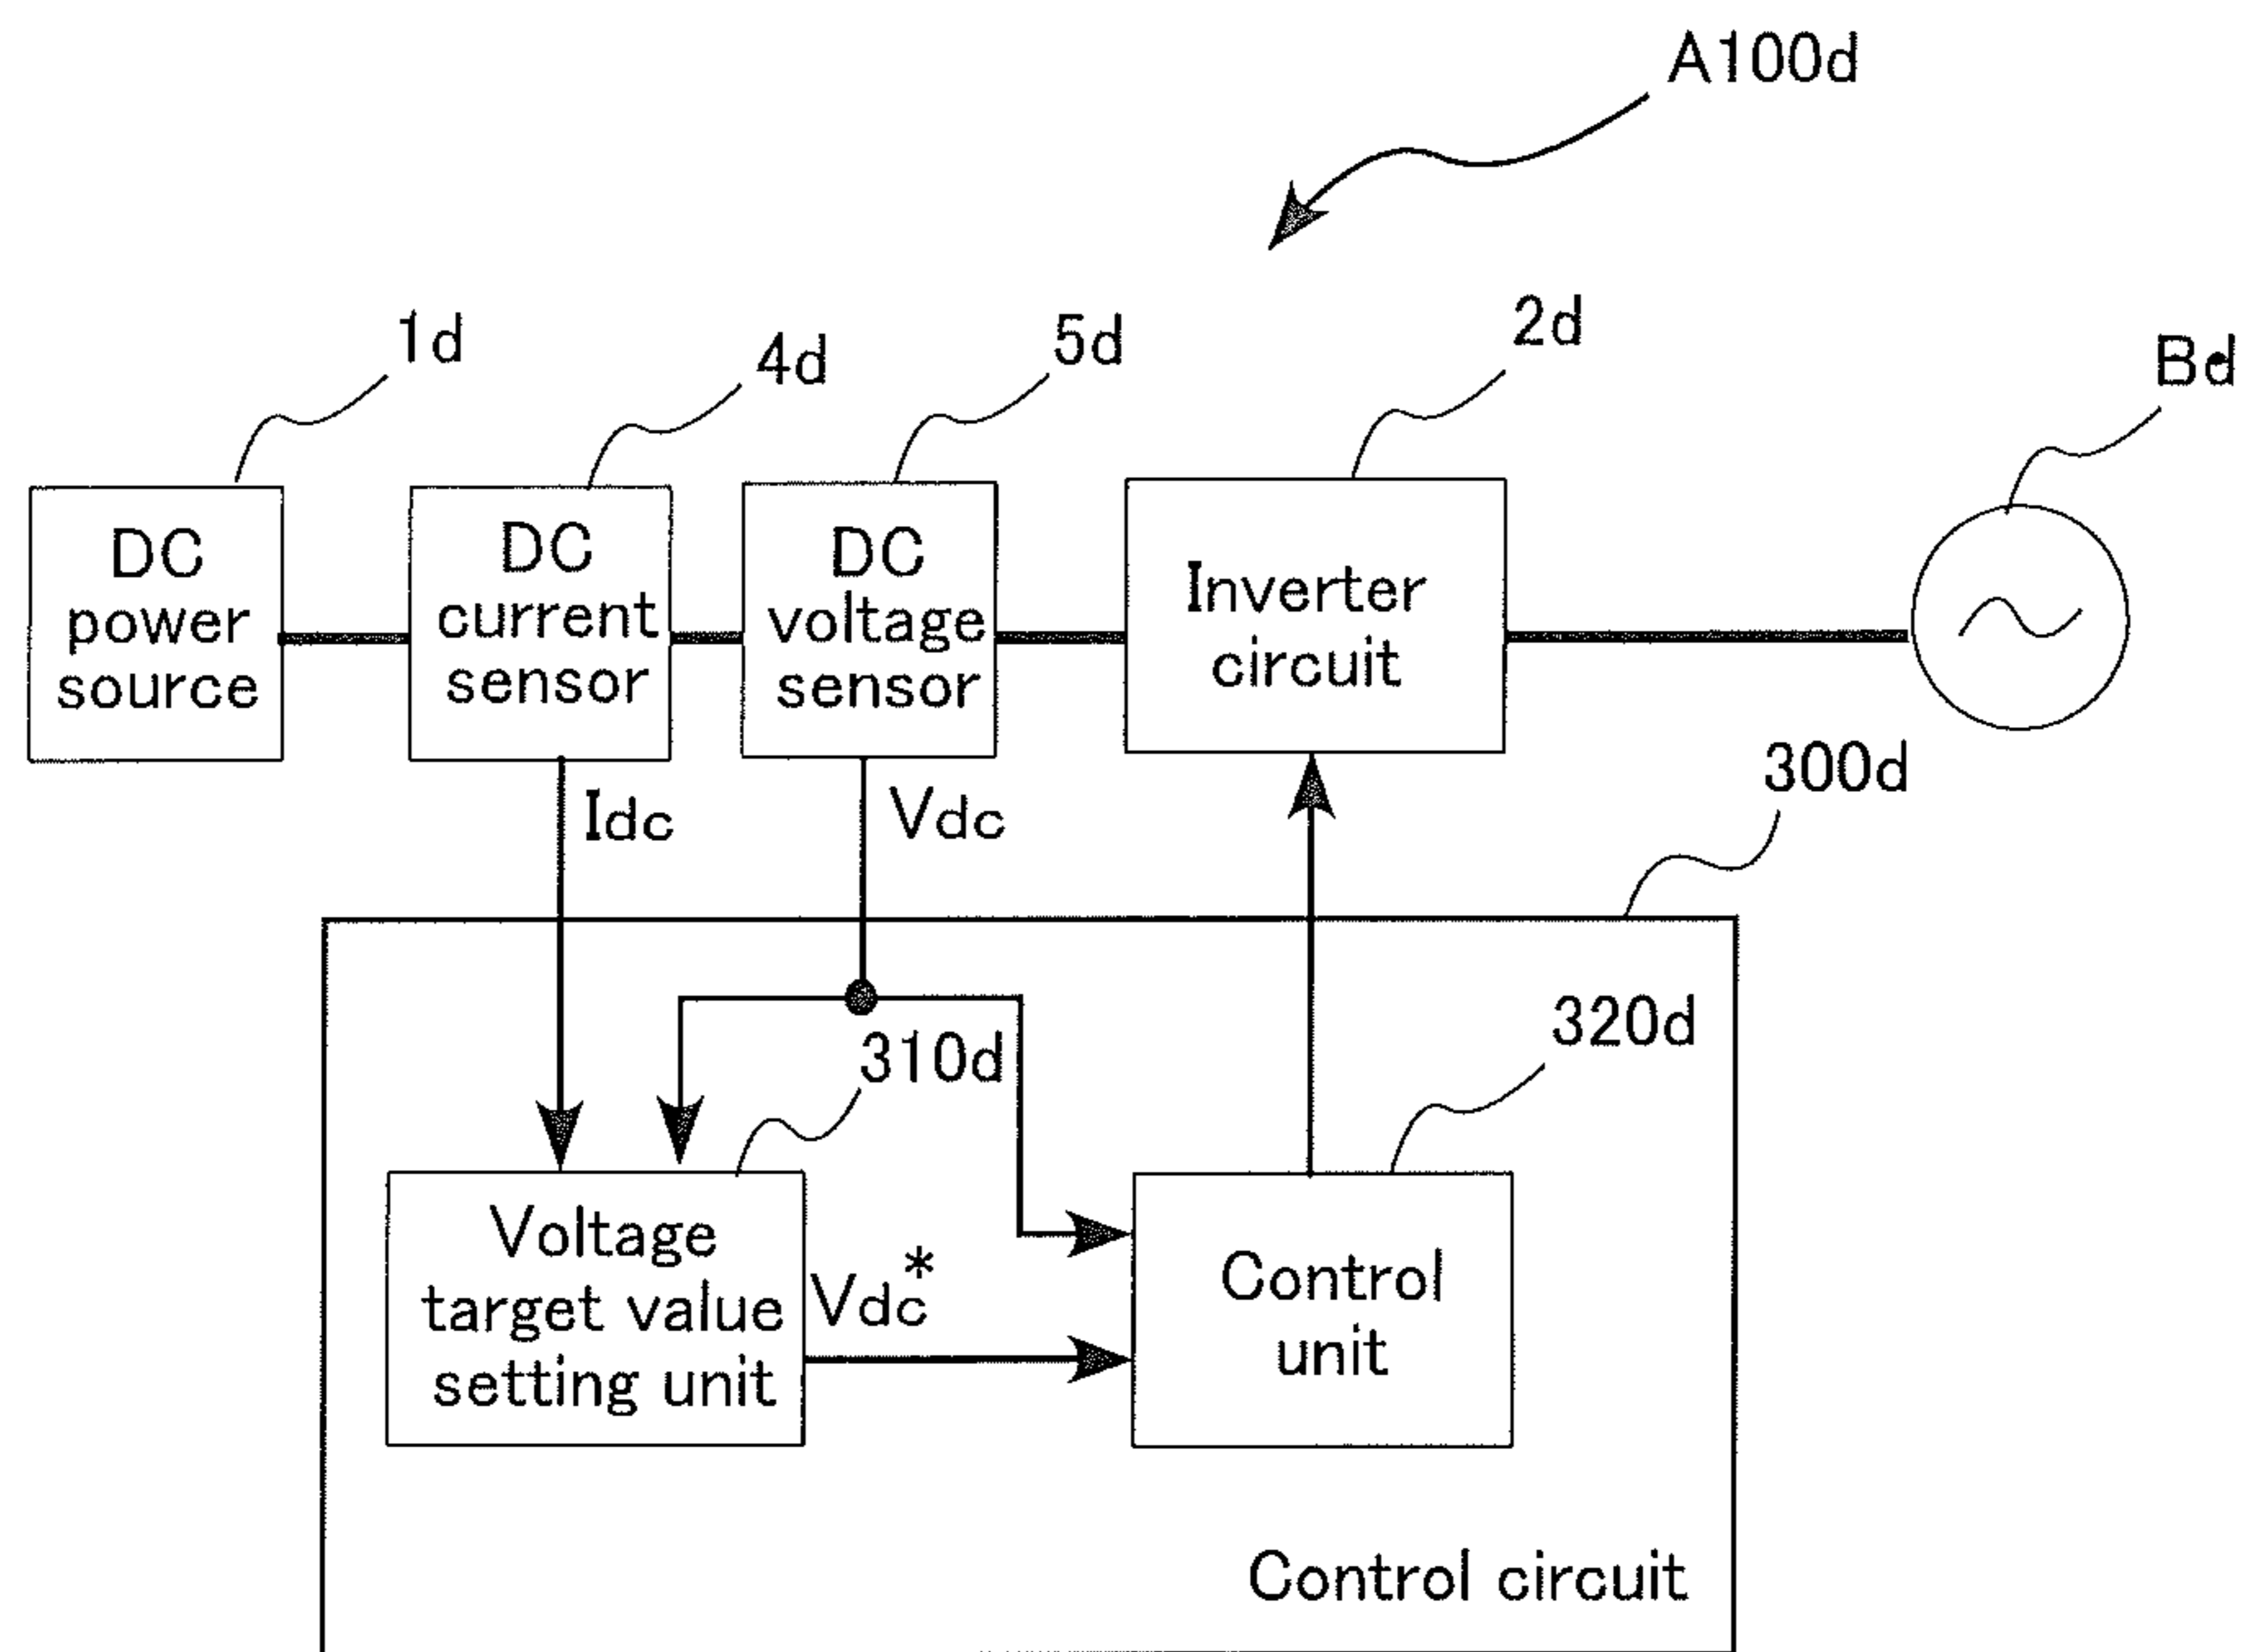 A100d
1d
4d
5d
2d
Bd
DC
power
source
DC
current
sensor
DC
voltage
sensor
Inverter
circuit
Idc
Vdc
300d
310d
320d
Voltage
target value
setting unit
Vdc*
Control
unit
Control circuit